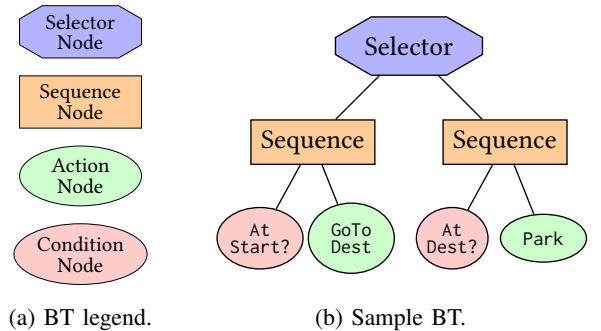 Selector
Node
Sequence
Node
Action
Node
Condition
Node
(a) BT legend.
Selector
Sequence
Sequence
At
Start?
GoTo
Dest
At
Dest?
Park
(b) Sample BT.